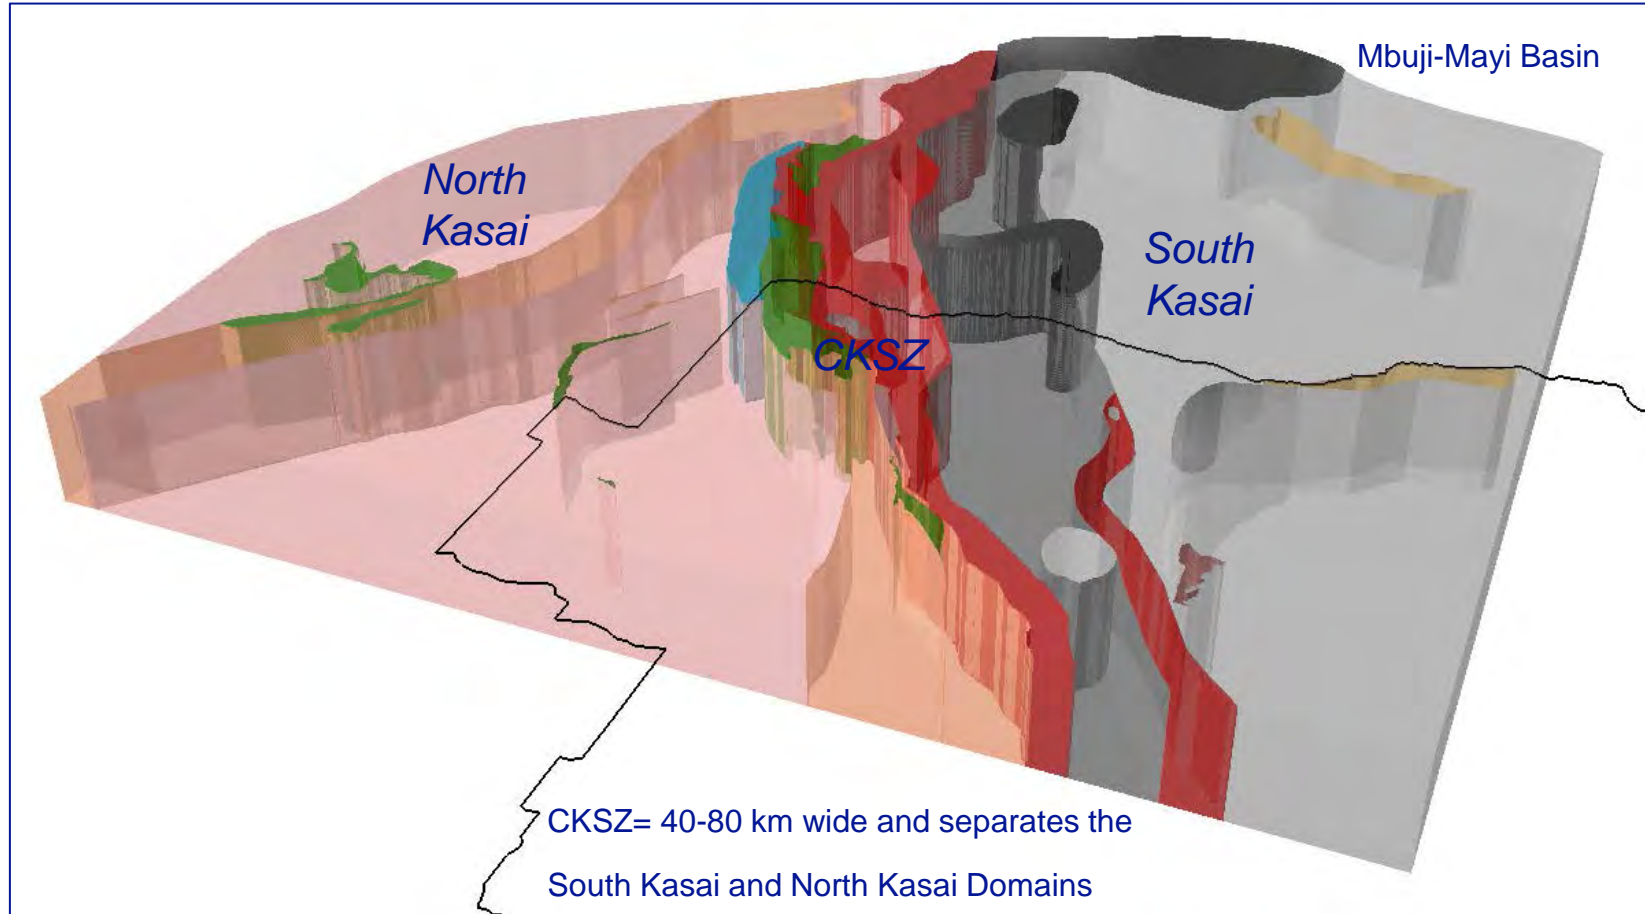 Mbuji-Mayi Basin
North
Kasai
South
Kasai
CKSZ
CKSZ= 40-80 km wide and separates the
South Kasai and North Kasai Domains